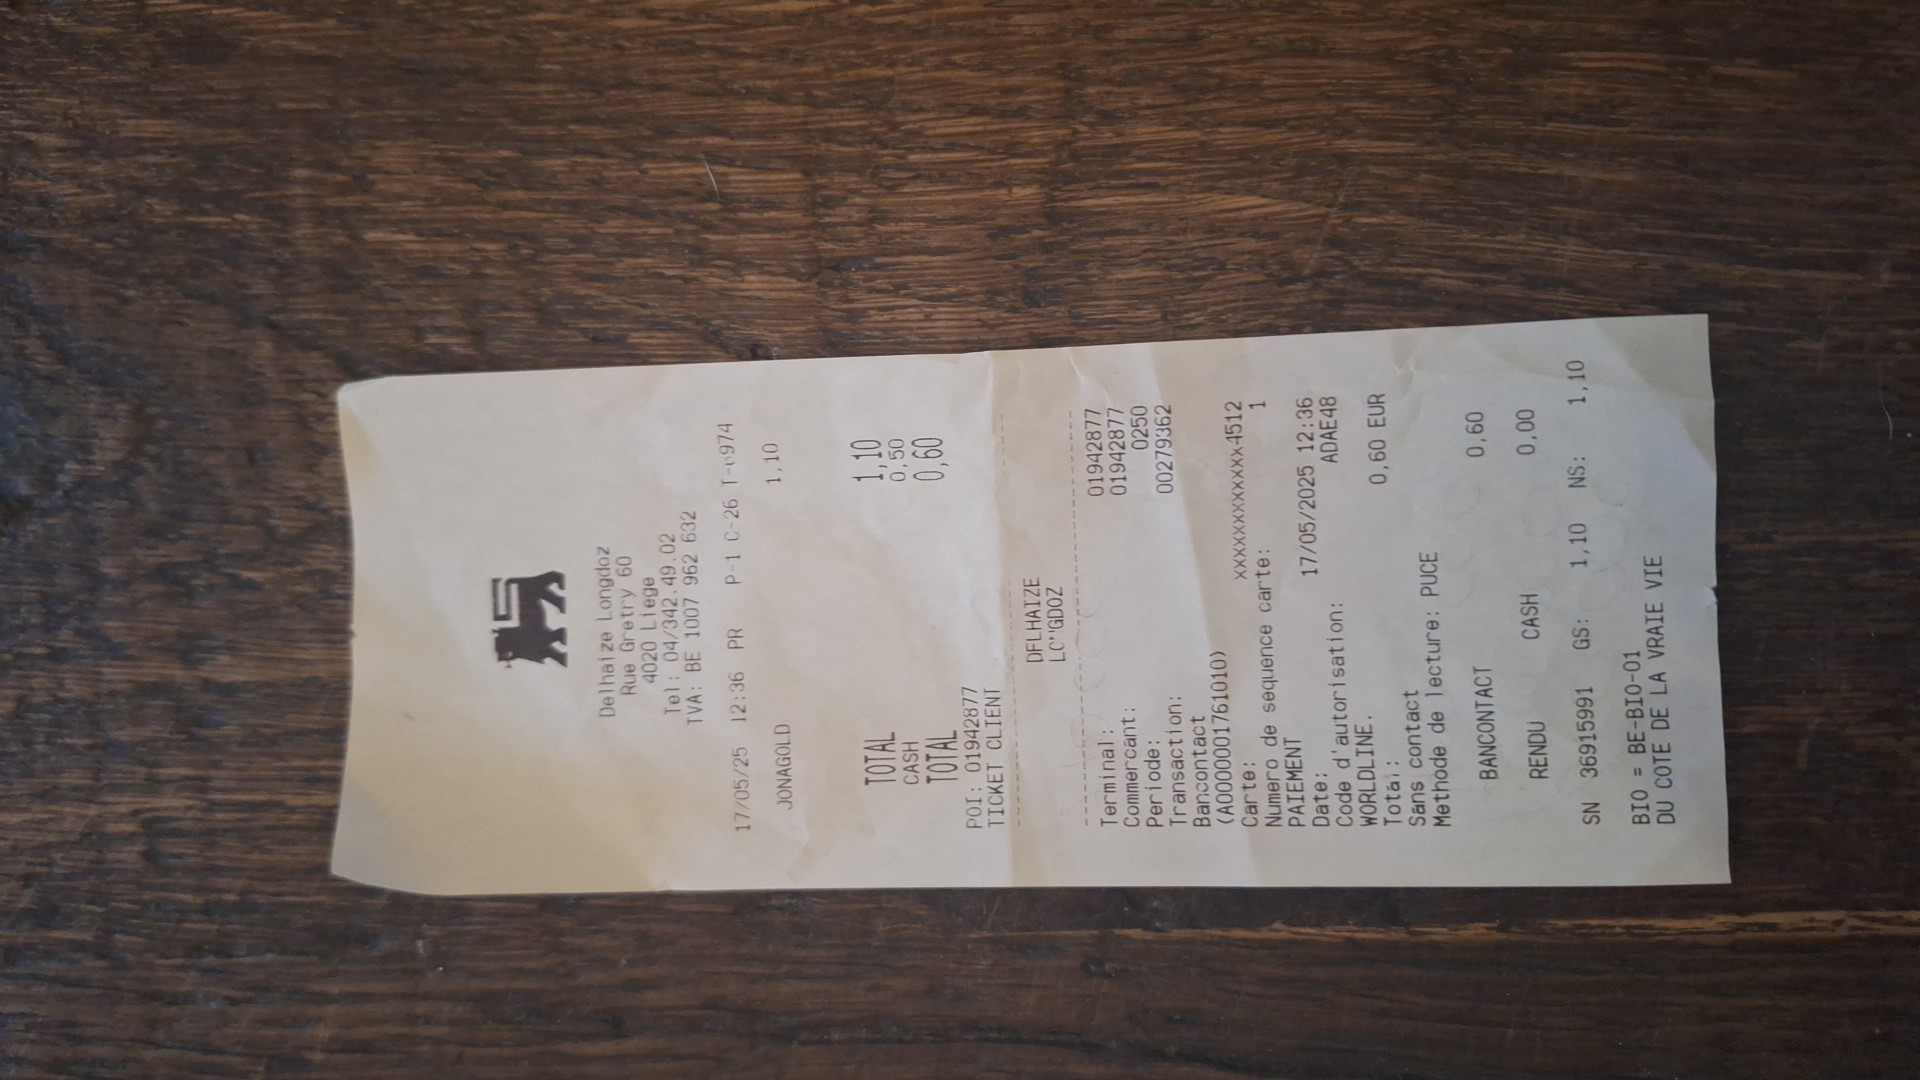 Delhaize Longdoz
Rue Gretry 60
4020 Liege
Tel: 04/342.49.02
TVA: BE 1007 962 632
17/05/25 12:36 PR P-1 C-26
JONAGOLD 1,10
TOTAL 1,10
CASH 0,50
TOTAL 0,60
POI: 01942877
TICKET CLIENT
Terminal: 01942877
Commercant: 01942877
Periode: 0250
Transaction: 00279362
Bancontact
(A0000001761010)
Carte: xxxxxxxxxxxxx4512
Numero de sequence carte: 1
PAIEMENT
Date: 17/05/2025 12:36
Code d'autorisation: ADAE48
WORLDLINE.
Total: 0,60 EUR
Sans contact
Methode de lecture: PUCE
BANCONTACT 0,60
RENDU CASH 0,00
SN 36915991 GS: 1,10 NS: 1,10
BIO = BE-BIO-01
DU COTE DE LA VRAIE VIE